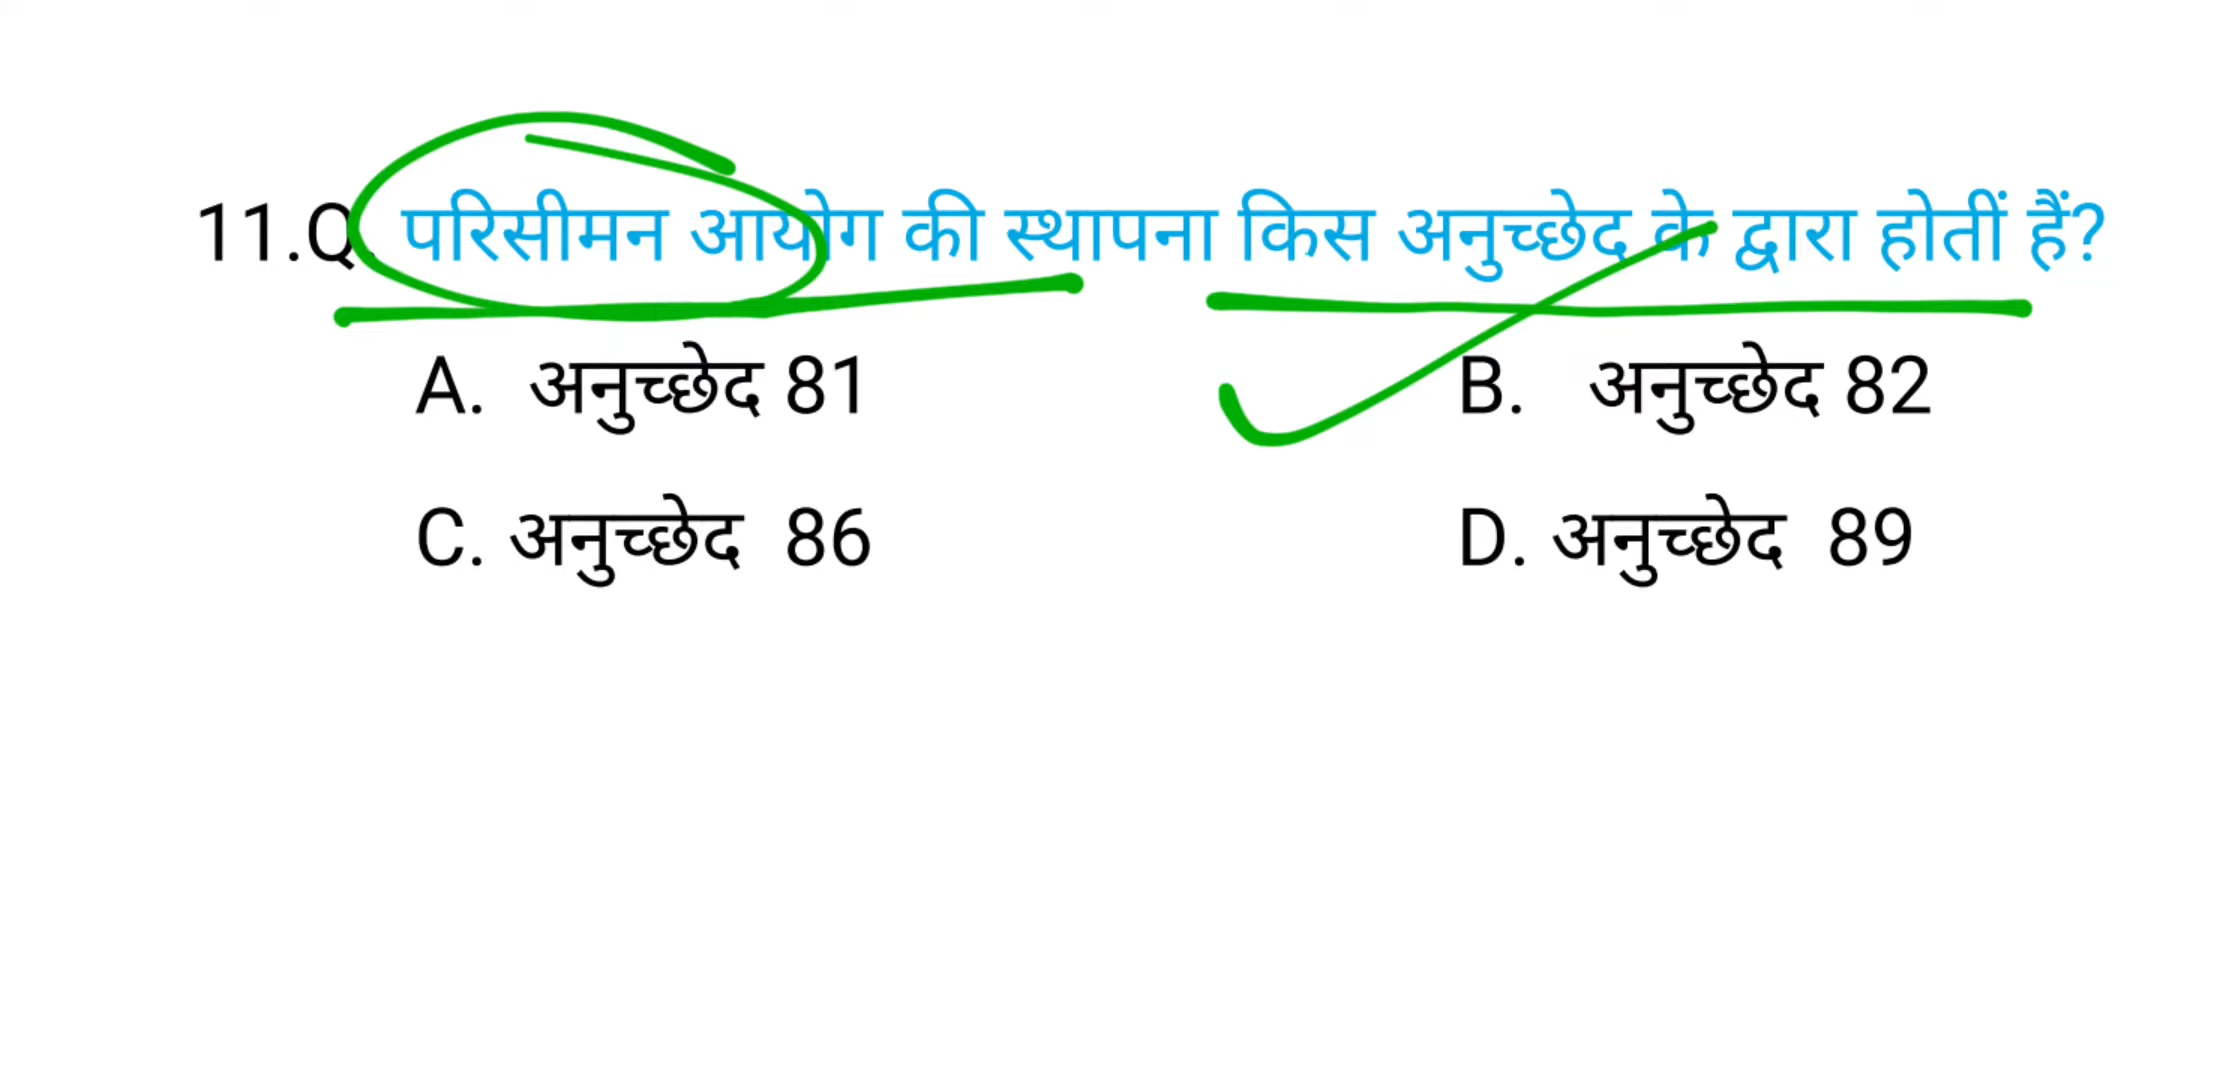 11.Q. परिसीमन आयोग की स्थापना किस अनुच्छेद के द्वारा होतीं हैं?
A. अनुच्छेद 81 B. अनुच्छेद 82
C. अनुच्छेद 86 D. अनुच्छेद 89